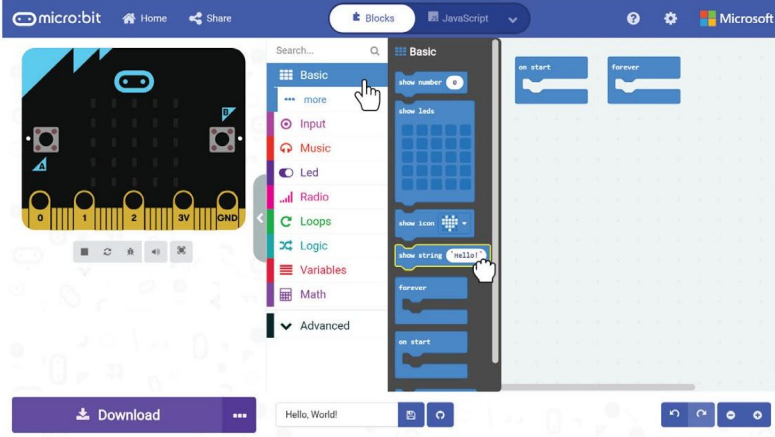 micro:bit
Home
Share
Blocks
JavaScript
Microsoft
Search...
Basic
more
Input
Music
Led
Radio
Loops
Logic
Variables
Math
Advanced
Basic
show number 0
show leds
show icon
show string "Hello!"
forever
on start
on start
forever
B
A
0 1 2 3V GND
Download
Hello, World!